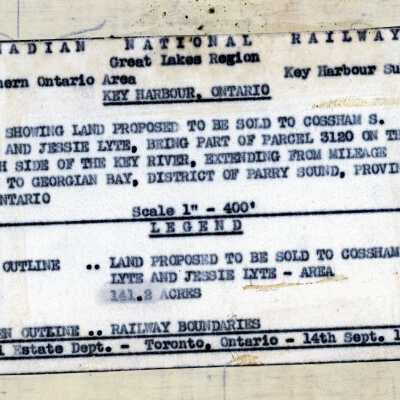 NADIAN NATIONAL RAILWAY
Great Lakes Region
hern Ontario Area Key Harbour Su
KEY HARBOUR, ONTARIO
SHOWING LAND PROPOSED TO BE SOLD TO COSSHAM S.
AND JESSIE LYTE, BEING PART OF PARCEL 3120 ON TH
H SIDE OF THE KEY RIVER, EXTENDING FROM MILEAGE
TO GEORGIAN BAY, DISTRICT OF PARRY SOUND, PROVIN
NTARIO
Scale 1" - 400'
LEGEND
OUTLINE .. LAND PROPOSED TO BE SOLD TO COSSHAM
LYTE AND JESSIE LYTE - AREA
141.2 ACRES
EN OUTLINE .. RAILWAY BOUNDARIES
l Estate Dept. - Toronto, Ontario - 14th Sept. 1